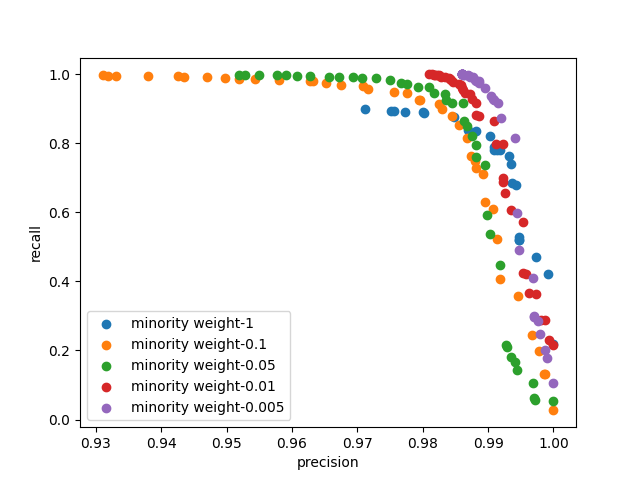 1.0
0.8
0.6
0.4
0.2
0.0
recall
minority weight-1
minority weight-0.1
minority weight-0.05
minority weight-0.01
minority weight-0.005
0.93 0.94 0.95 0.96 0.97 0.98 0.99 1.00
precision